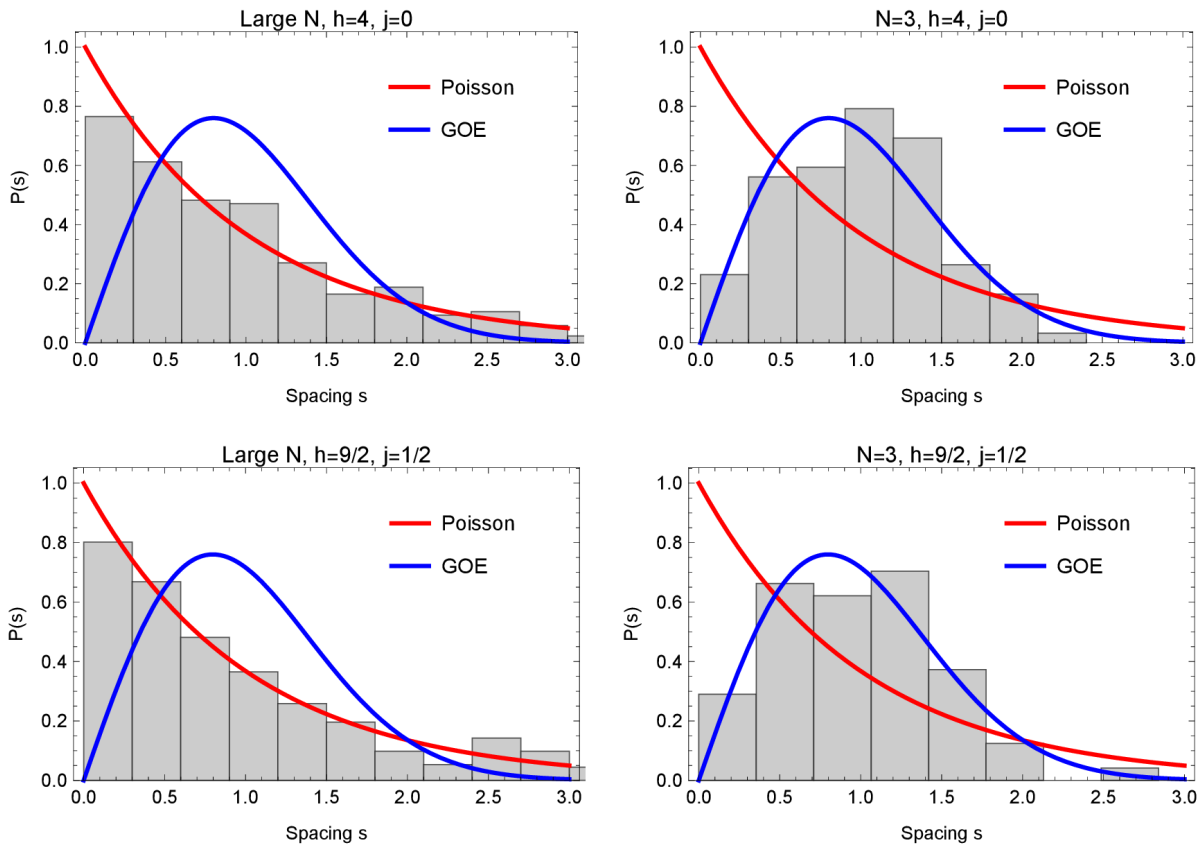 Large N, h=4, j=0
P(s)
1.0
0.8
0.6
0.4
0.2
0.0
Poisson
GOE
0.0 0.5 1.0 1.5 2.0 2.5 3.0
Spacing s
N=3, h=4, j=0
P(s)
1.0
0.8
0.6
0.4
0.2
0.0
Poisson
GOE
0.0 0.5 1.0 1.5 2.0 2.5 3.0
Spacing s
Large N, h=9/2, j=1/2
P(s)
1.0
0.8
0.6
0.4
0.2
0.0
Poisson
GOE
0.0 0.5 1.0 1.5 2.0 2.5 3.0
Spacing s
N=3, h=9/2, j=1/2
P(s)
1.0
0.8
0.6
0.4
0.2
0.0
Poisson
GOE
0.0 0.5 1.0 1.5 2.0 2.5 3.0
Spacing s